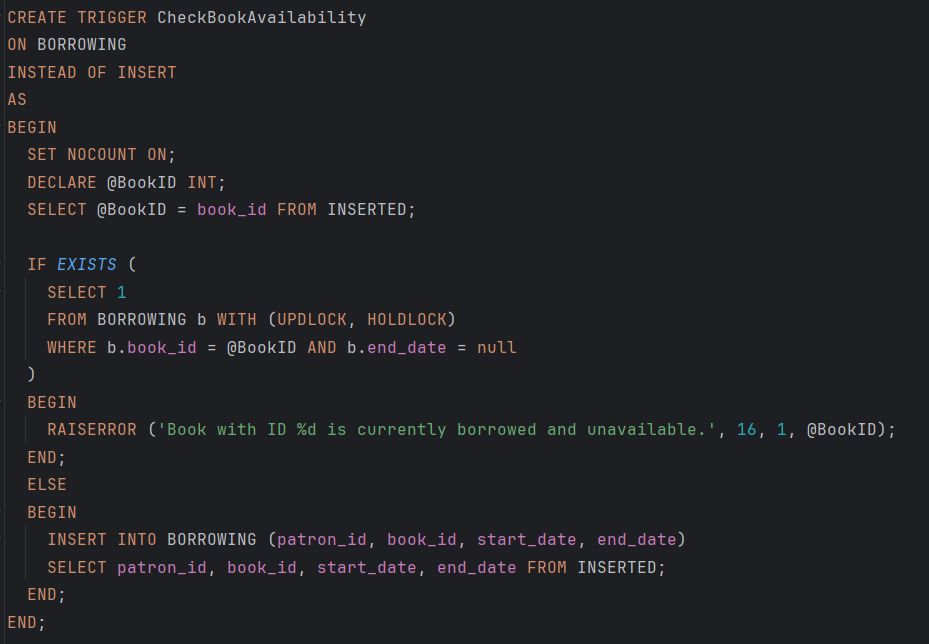 CREATE TRIGGER CheckBookAvailability
ON BORROWING
INSTEAD OF INSERT
AS
BEGIN
  SET NOCOUNT ON;
  DECLARE @BookID INT;
  SELECT @BookID = book_id FROM INSERTED;

  IF EXISTS (
    SELECT 1
    FROM BORROWING b WITH (UPDLOCK, HOLDLOCK)
    WHERE b.book_id = @BookID AND b.end_date = null
  )
  BEGIN
    RAISERROR ('Book with ID %d is currently borrowed and unavailable.', 16, 1, @BookID);
  END;
  ELSE
  BEGIN
    INSERT INTO BORROWING (patron_id, book_id, start_date, end_date)
    SELECT patron_id, book_id, start_date, end_date FROM INSERTED;
  END;
END;